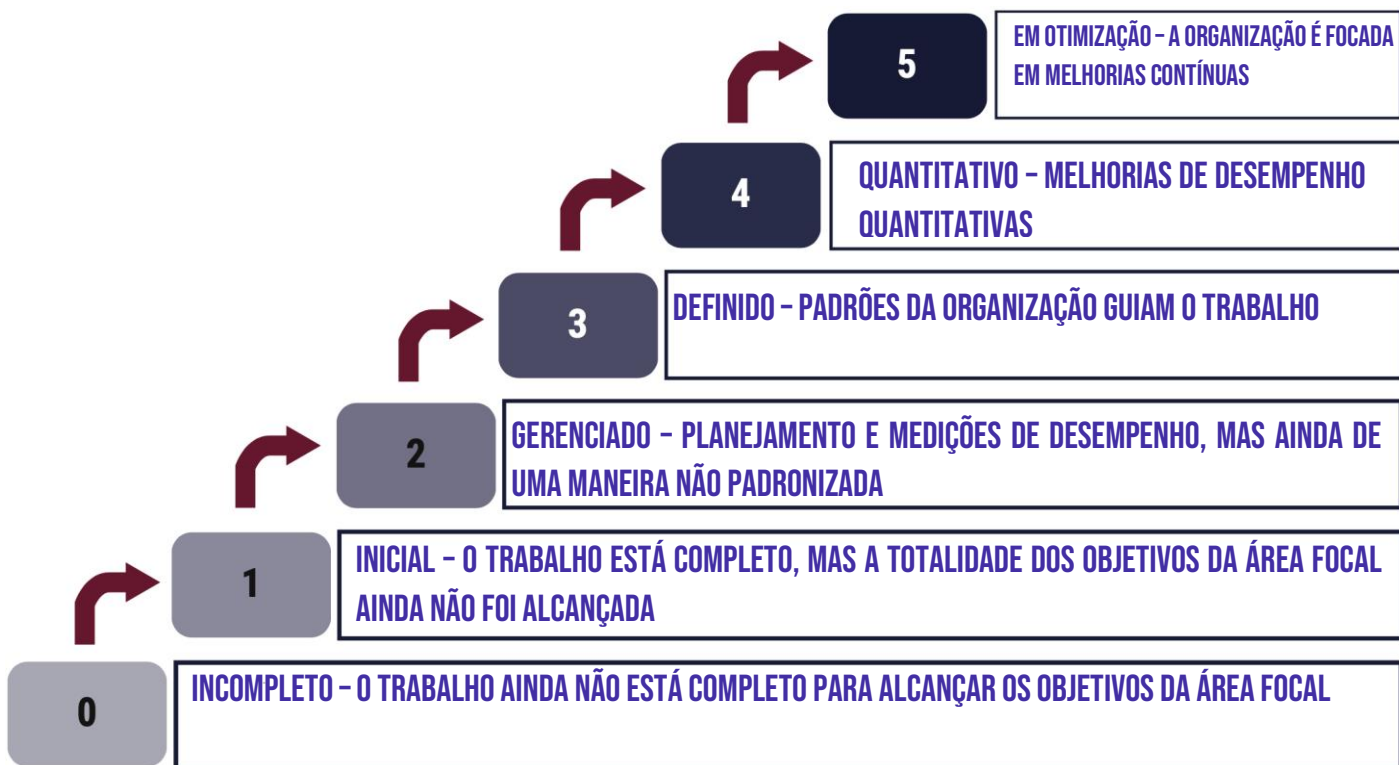 5
EM OTIMIZAÇÃO – A ORGANIZAÇÃO É FOCADA
EM MELHORIAS CONTÍNUAS
4
QUANTITATIVO – MELHORIAS DE DESEMPENHO
QUANTITATIVAS
3
DEFINIDO – PADRÕES DA ORGANIZAÇÃO GUIAM O TRABALHO
2
GERENCIADO – PLANEJAMENTO E MEDIÇÕES DE DESEMPENHO, MAS AINDA DE
UMA MANEIRA NÃO PADRONIZADA
1
INICIAL – O TRABALHO ESTÁ COMPLETO, MAS A TOTALIDADE DOS OBJETIVOS DA ÁREA FOCAL
AINDA NÃO FOI ALCANÇADA
0
INCOMPLETO – O TRABALHO AINDA NÃO ESTÁ COMPLETO PARA ALCANÇAR OS OBJETIVOS DA ÁREA FOCAL